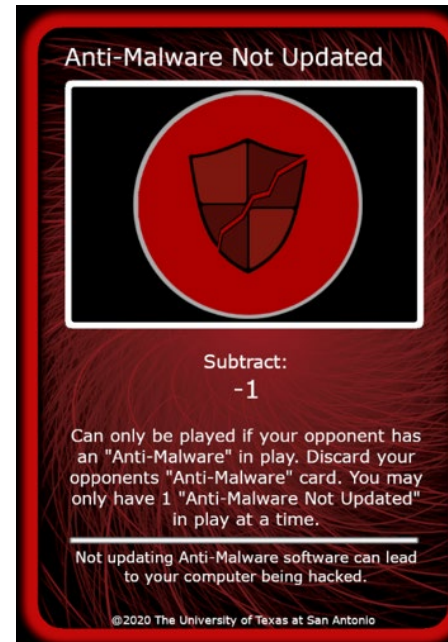 Anti-Malware Not Updated
Subtract:
-1
Can only be played if your opponent has
an "Anti-Malware" in play. Discard your
opponents "Anti-Malware" card. You may
only have 1 "Anti-Malware Not Updated"
in play at a time.
Not updating Anti-Malware software can lead
to your computer being hacked.
@2020 The University of Texas at San Antonio